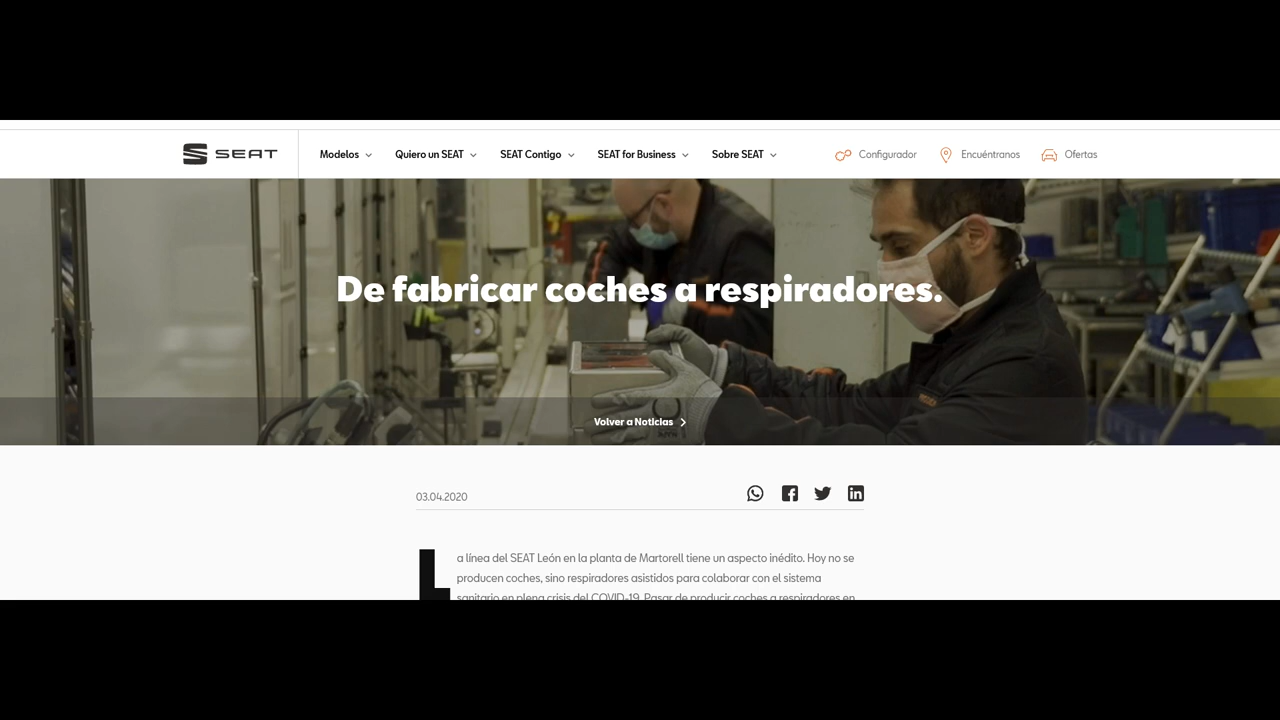 SEAT
Modelos
Quiero un SEAT
SEAT Contigo
SEAT for Business
Sobre SEAT
Configurador
Encuéntranos
Ofertas
De fabricar coches a respiradores.
Volver a Noticias
03.04.2020
La línea del SEAT León en la planta de Martorell tiene un aspecto inédito. Hoy no se
producen coches, sino respiradores asistidos para colaborar con el sistema
sanitario en plena crisis del COVID-19. Pasar de producir coches a respiradores en